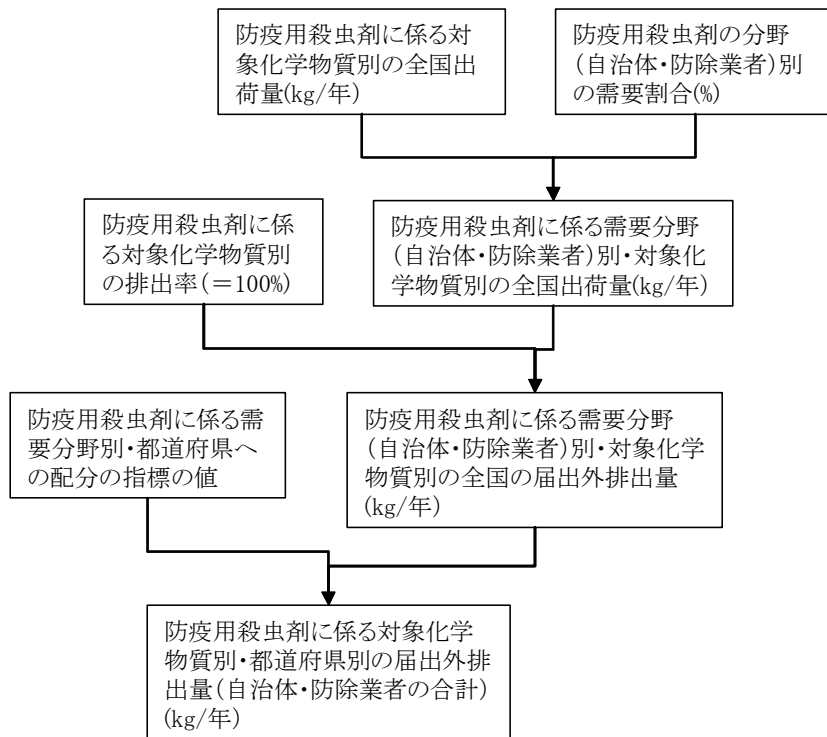 防疫用殺虫剤に係る対
象化学物質別の全国出
荷量(kg/年)
防疫用殺虫剤の分野
(自治体・防除業者)別
の需要割合(%)
防疫用殺虫剤に係
る対象化学物質別
の排出率(＝100%)
防疫用殺虫剤に係る需要分野
(自治体・防除業者)別・対象化
学物質別の全国出荷量(kg/年)
防疫用殺虫剤に係る需
要分野別・都道府県へ
の配分の指標の値
防疫用殺虫剤に係る需要分野
(自治体・防除業者)別・対象化学
物質別の全国の届出外排出量
(kg/年)
防疫用殺虫剤に係る対象化学
物質別・都道府県別の届出外排
出量(自治体・防除業者の合計)
(kg/年)